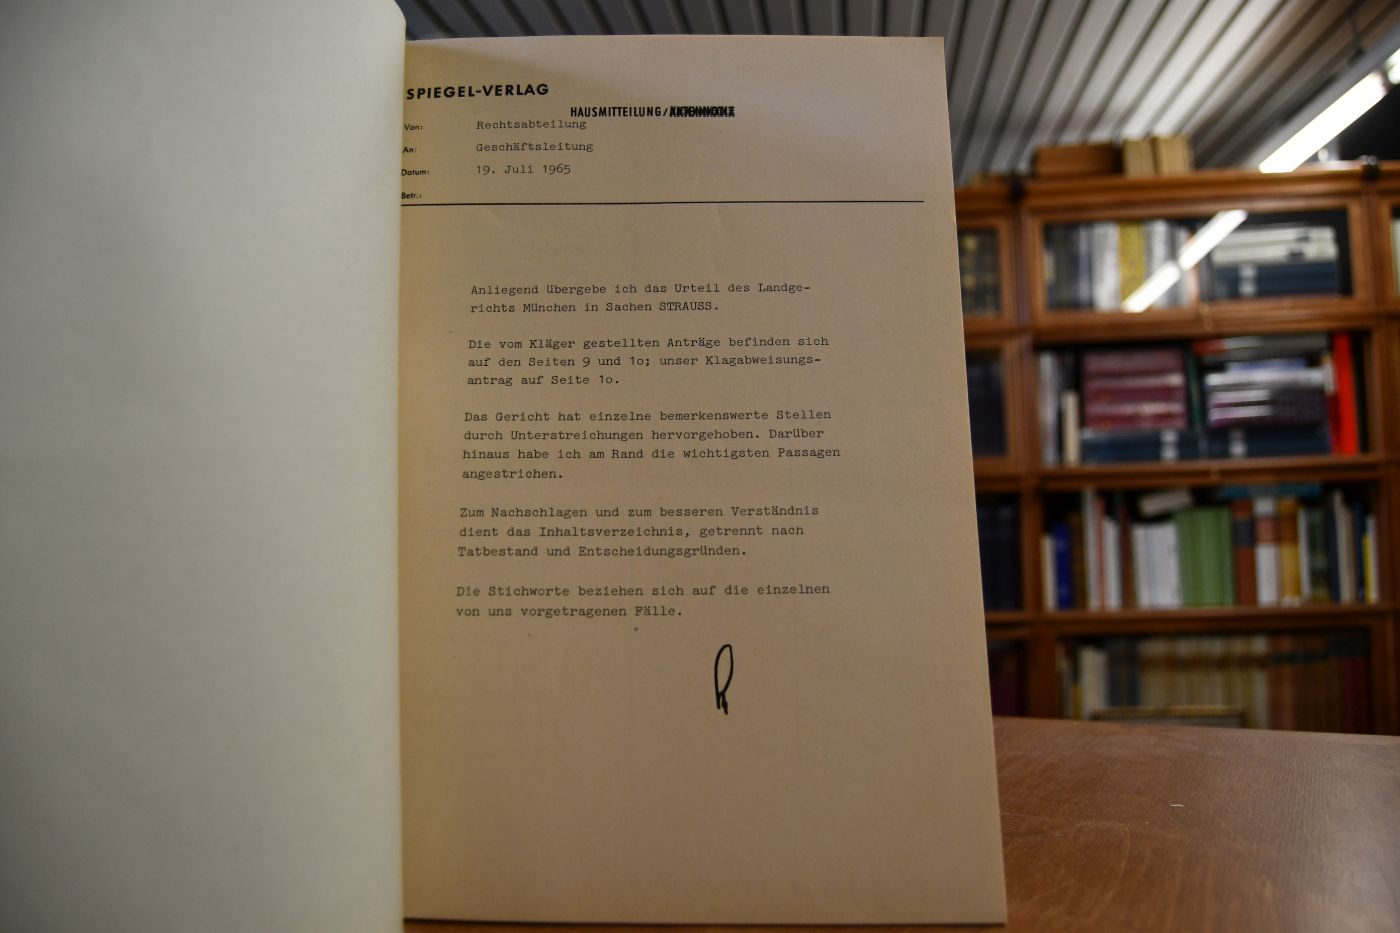 SPIEGEL-VERLAG
HAUSMITTEILUNG/AKTENNOTIZ
Von: Rechtsabteilung
An: Geschäftsleitung
Datum: 19. Juli 1965
Betr.:
Anliegend übergebe ich das Urteil des Landge-
richts München in Sachen STRAUSS.
Die vom Kläger gestellten Anträge befinden sich
auf den Seiten 9 und 1o; unser Klagabweisungs-
antrag auf Seite 1o.
Das Gericht hat einzelne bemerkenswerte Stellen
durch Unterstreichungen hervorgehoben. Darüber
hinaus habe ich am Rand die wichtigsten Passagen
angestrichen.
Zum Nachschlagen und zum besseren Verständnis
dient das Inhaltsverzeichnis, getrennt nach
Tatbestand und Entscheidungsgründen.
Die Stichworte beziehen sich auf die einzelnen
von uns vorgetragenen Fälle.